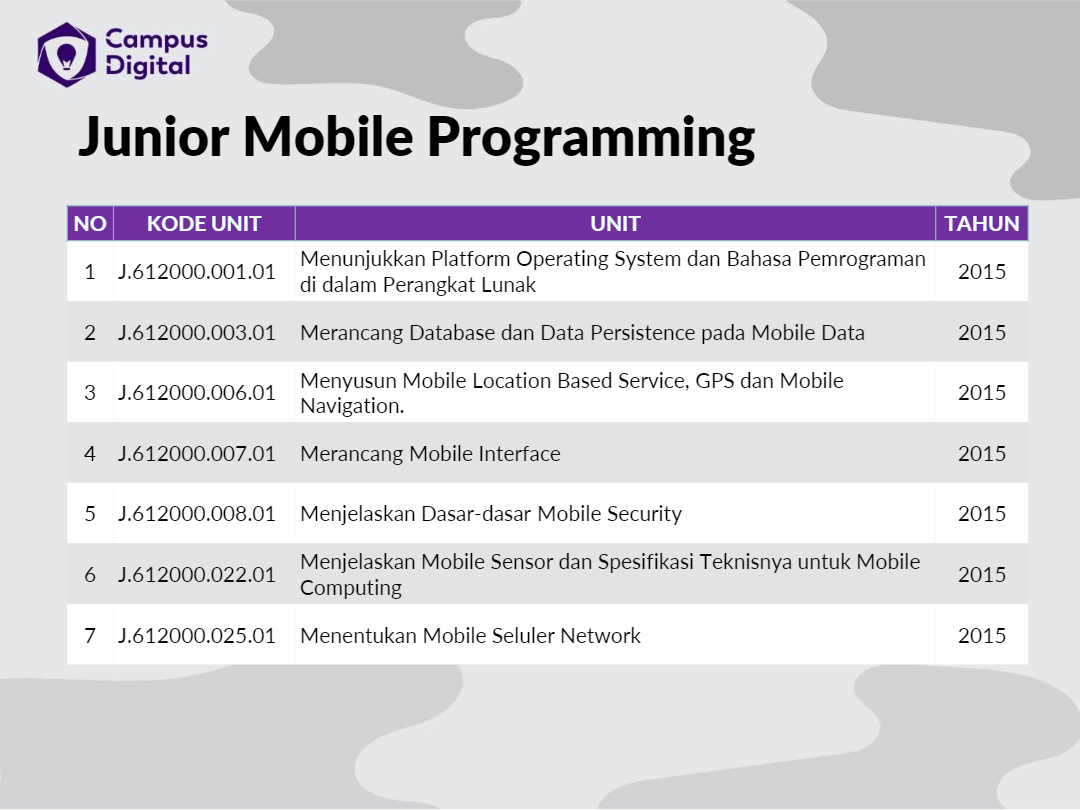 Campus
Digital
Junior Mobile Programming
NO KODE UNIT UNIT TAHUN
1 J.612000.001.01 Menunjukkan Platform Operating System dan Bahasa Pemrograman
di dalam Perangkat Lunak 2015
2 J.612000.003.01 Merancang Database dan Data Persistence pada Mobile Data 2015
3 J.612000.006.01 Menyusun Mobile Location Based Service, GPS dan Mobile
Navigation. 2015
4 J.612000.007.01 Merancang Mobile Interface 2015
5 J.612000.008.01 Menjelaskan Dasar-dasar Mobile Security 2015
6 J.612000.022.01 Menjelaskan Mobile Sensor dan Spesifikasi Teknisnya untuk Mobile
Computing 2015
7 J.612000.025.01 Menentukan Mobile Seluler Network 2015